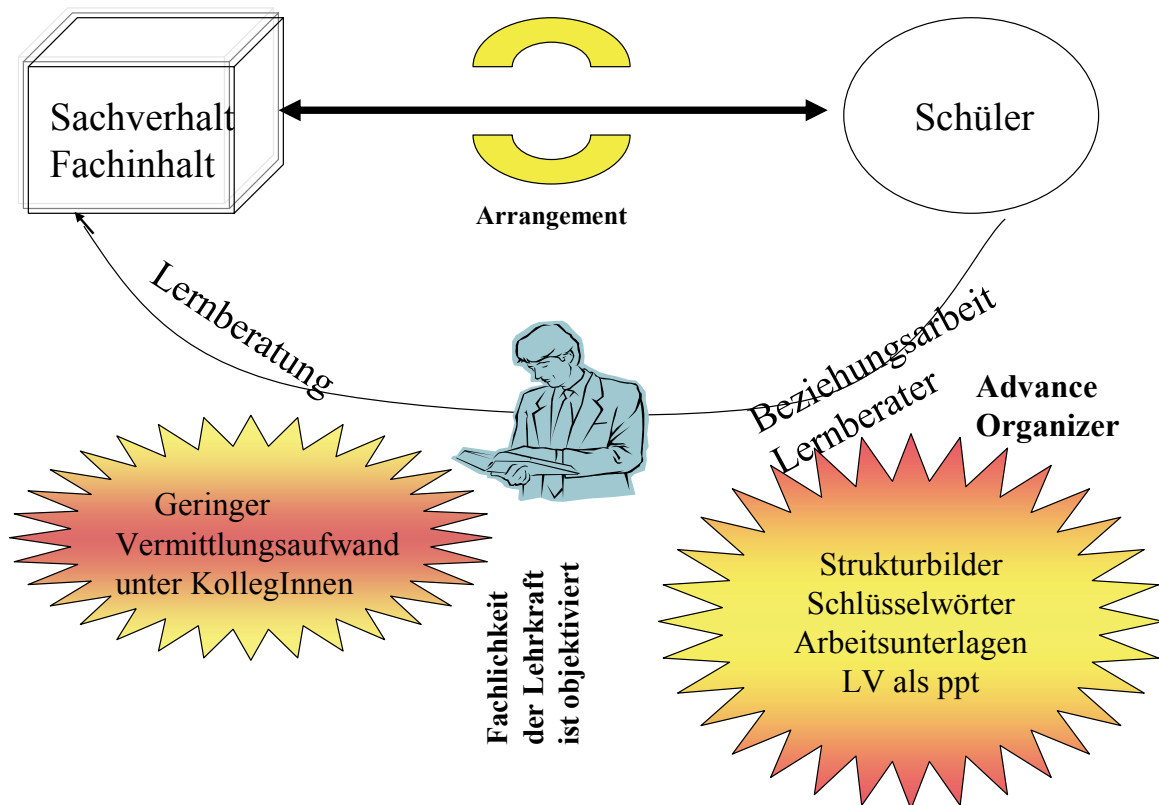 Sachverhalt
Fachinhalt
Schüler
Arrangement
Lernberatung
Beziehungsarbeit
Lernberater
Advance
Organizer
Geringer
Vermittlungsaufwand
unter KollegInnen
Fachlichkeit
der Lehrkraft
ist objektiviert
Strukturbilder
Schlüsselwörter
Arbeitsunterlagen
LV als ppt